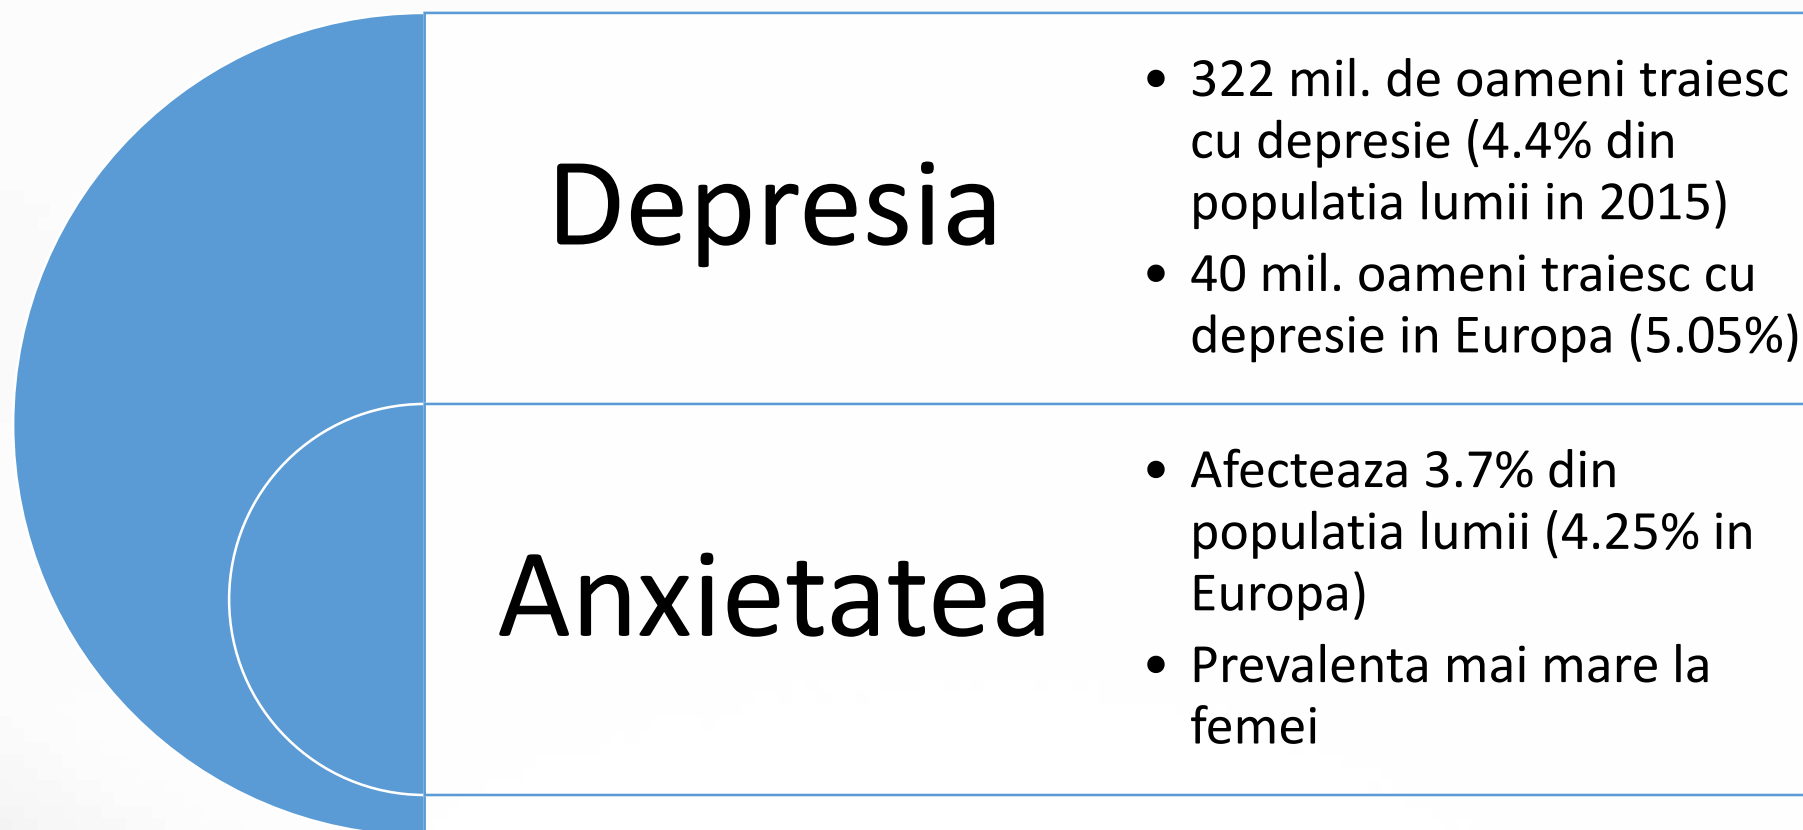 Depresia
• 322 mil. de oameni traiesc
cu depresie (4.4% din
populatia lumii in 2015)
• 40 mil. oameni traiesc cu
depresie in Europa (5.05%)
Anxietatea
• Afecteaza 3.7% din
populatia lumii (4.25% in
Europa)
• Prevalenta mai mare la
femei